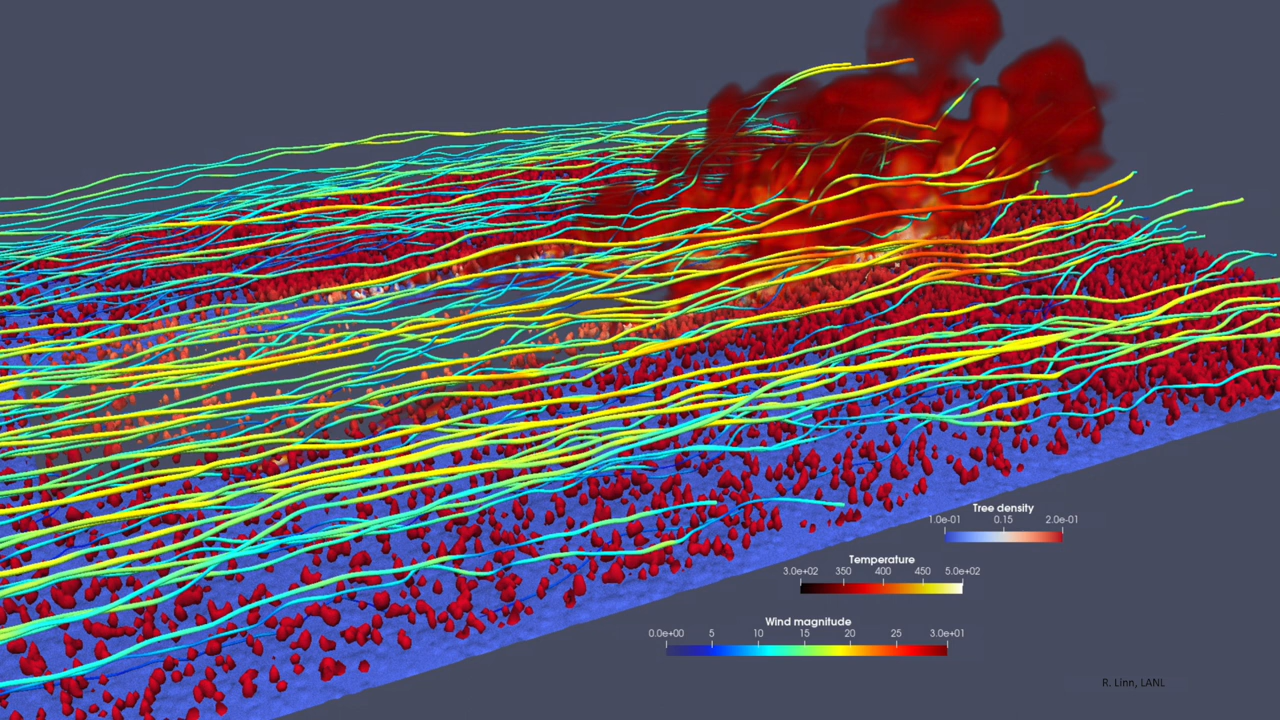 Tree density
1.0e-01 0.15 2.0e-01
Temperature
3.0e+02 350 400 450 5.0e+02
Wind magnitude
0.0e+00 5 10 15 20 25 3.0e+01
R. Linn, LANL